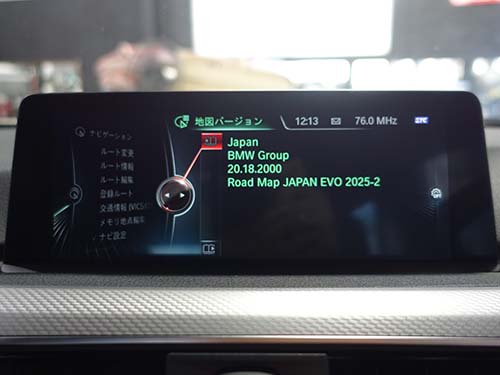 地図バージョン 12:13 76.0 MHz ETC
ナビゲーション
ルート変更
ルート情報
ルート編集
登録ルート
交通情報 (VICS/
メモリ地点編集
ナビ設定
Japan
BMW Group
20.18.2000
Road Map JAPAN EVO 2025-2